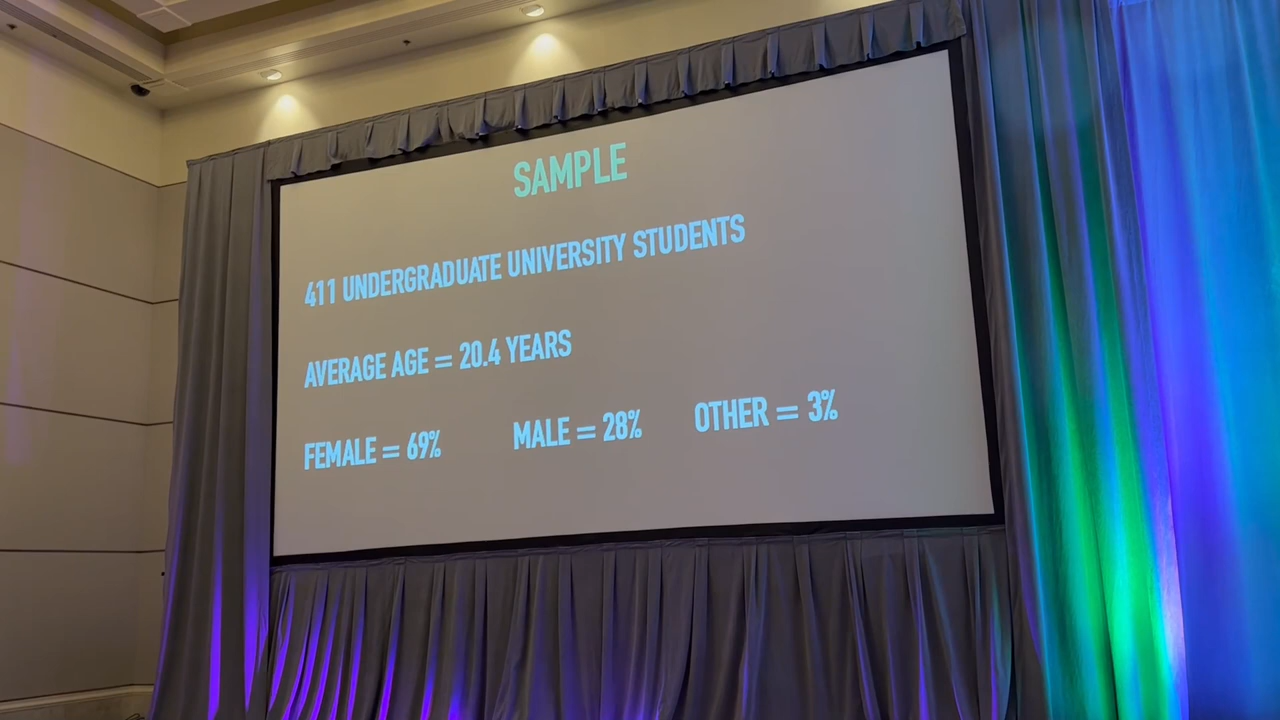 SAMPLE
411 UNDERGRADUATE UNIVERSITY STUDENTS
AVERAGE AGE = 20.4 YEARS
FEMALE = 69% MALE = 28% OTHER = 3%